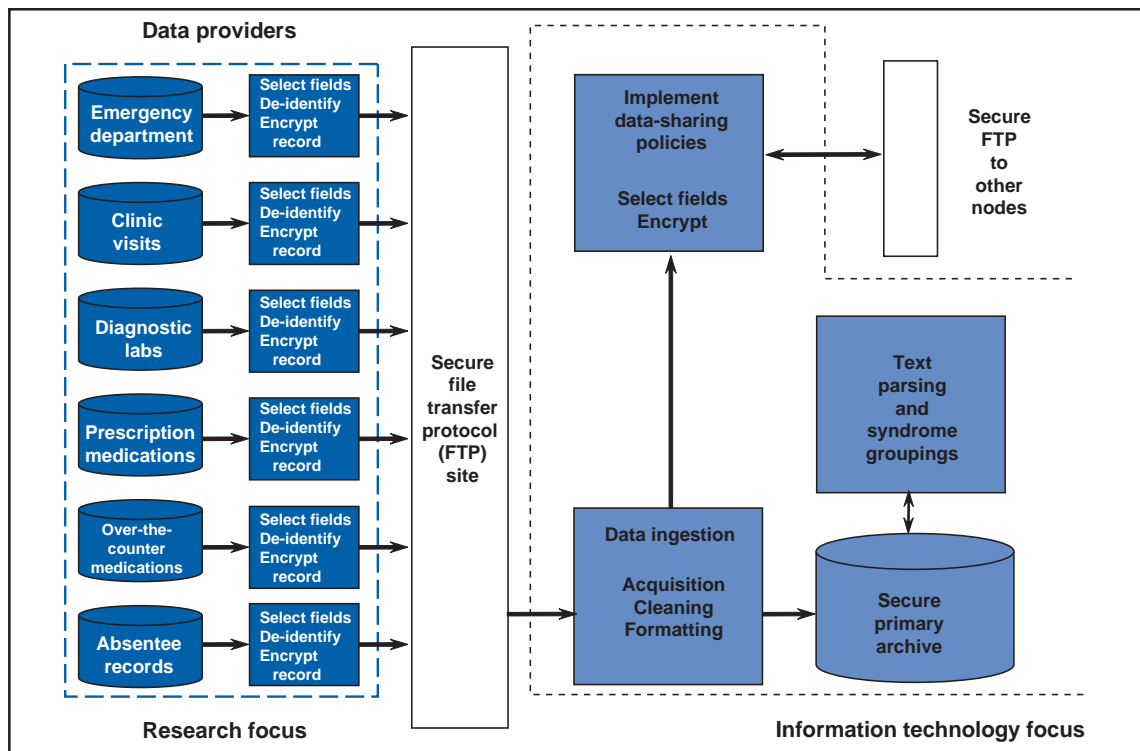 Data providers
Emergency
department
Select fields
De-identify
Encrypt
record
Clinic
visits
Select fields
De-identify
Encrypt
record
Diagnostic
labs
Select fields
De-identify
Encrypt
record
Prescription
medications
Select fields
De-identify
Encrypt
record
Over-the-
counter
medications
Select fields
De-identify
Encrypt
record
Absentee
records
Select fields
De-identify
Encrypt
record
Research focus
Secure
file
transfer
protocol
(FTP)
site
Implement
data-sharing
policies
Select fields
Encrypt
Secure
FTP
to
other
nodes
Text
parsing
and
syndrome
groupings
Data ingestion
Acquisition
Cleaning
Formatting
Secure
primary
archive
Information technology focus